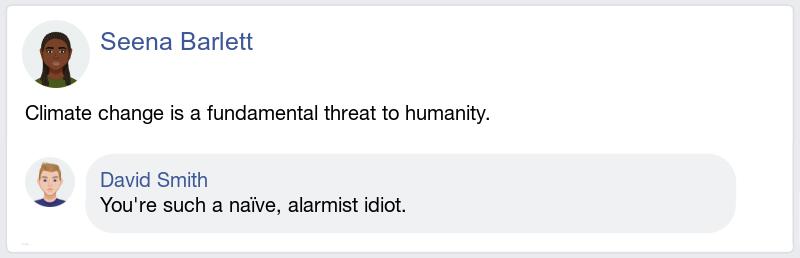 Seena Barlett
Climate change is a fundamental threat to humanity.
David Smith
You're such a naïve, alarmist idiot.